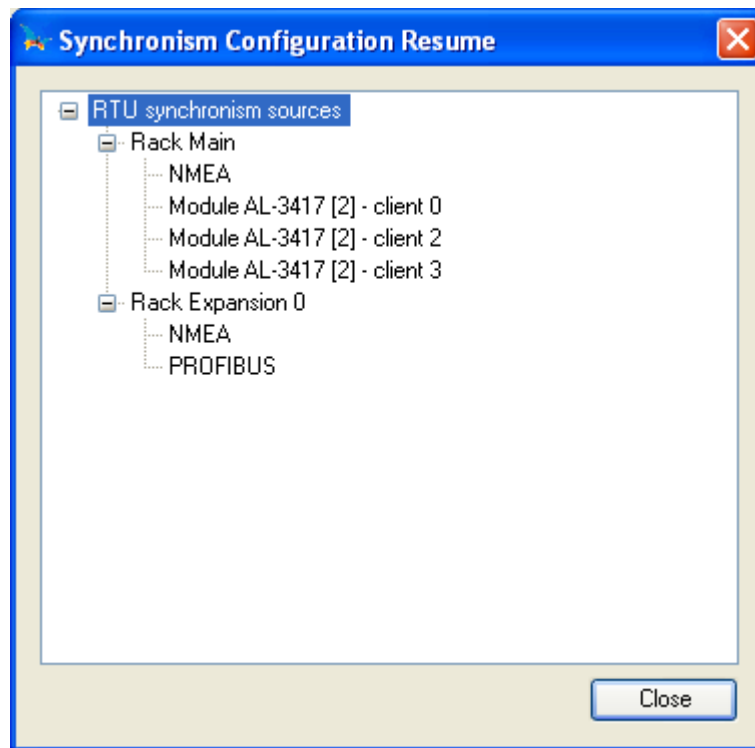 Synchronism Configuration Resume
RTU synchronism sources
Rack Main
NMEA
Module AL-3417 [2] - client 0
Module AL-3417 [2] - client 2
Module AL-3417 [2] - client 3
Rack Expansion 0
NMEA
PROFIBUS
Close